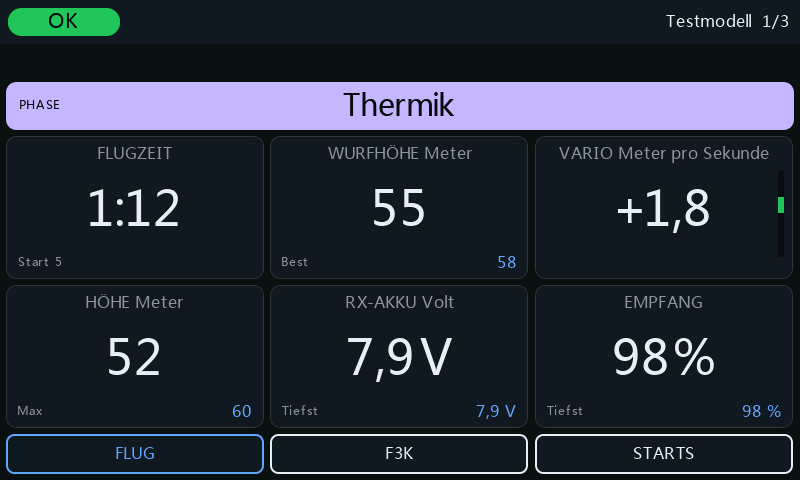 OK
Testmodell 1/3
PHASE
Thermik
FLUGZEIT
1:12
Start 5
WURFHÖHE Meter
55
Best
58
VARIO Meter pro Sekunde
+1,8
HÖHE Meter
52
Max
60
RX-AKKU Volt
7,9 V
Tiefst
7,9 V
EMPFANG
98 %
Tiefst
98 %
FLUG
F3K
STARTS